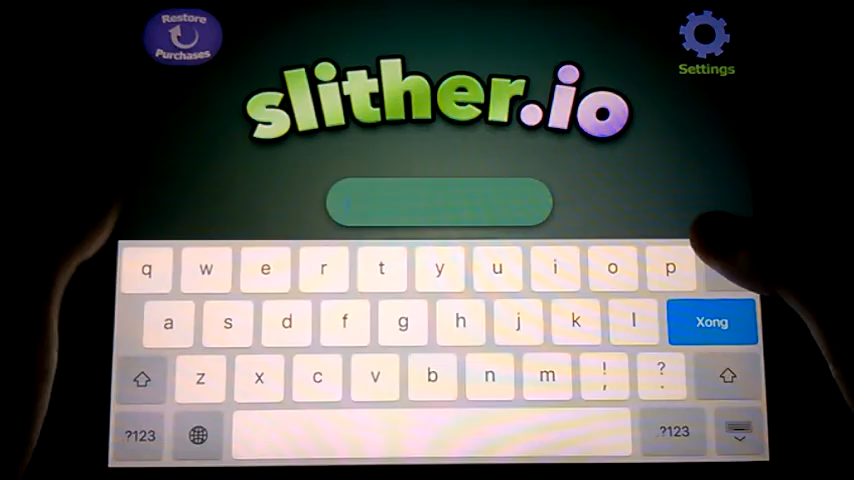 Restore
Purchases
Settings
slither.io
q w e r t y u i o p
a s d f g h j k l Xong
z x c v b n m ! , ? .
?123 .?123